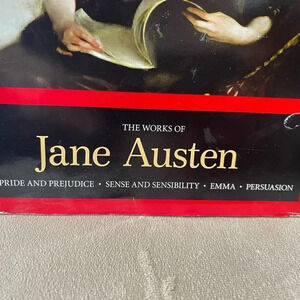 THE WORKS OF
Jane Austen
PRIDE AND PREJUDICE • SENSE AND SENSIBILITY • EMMA • PERSUASION